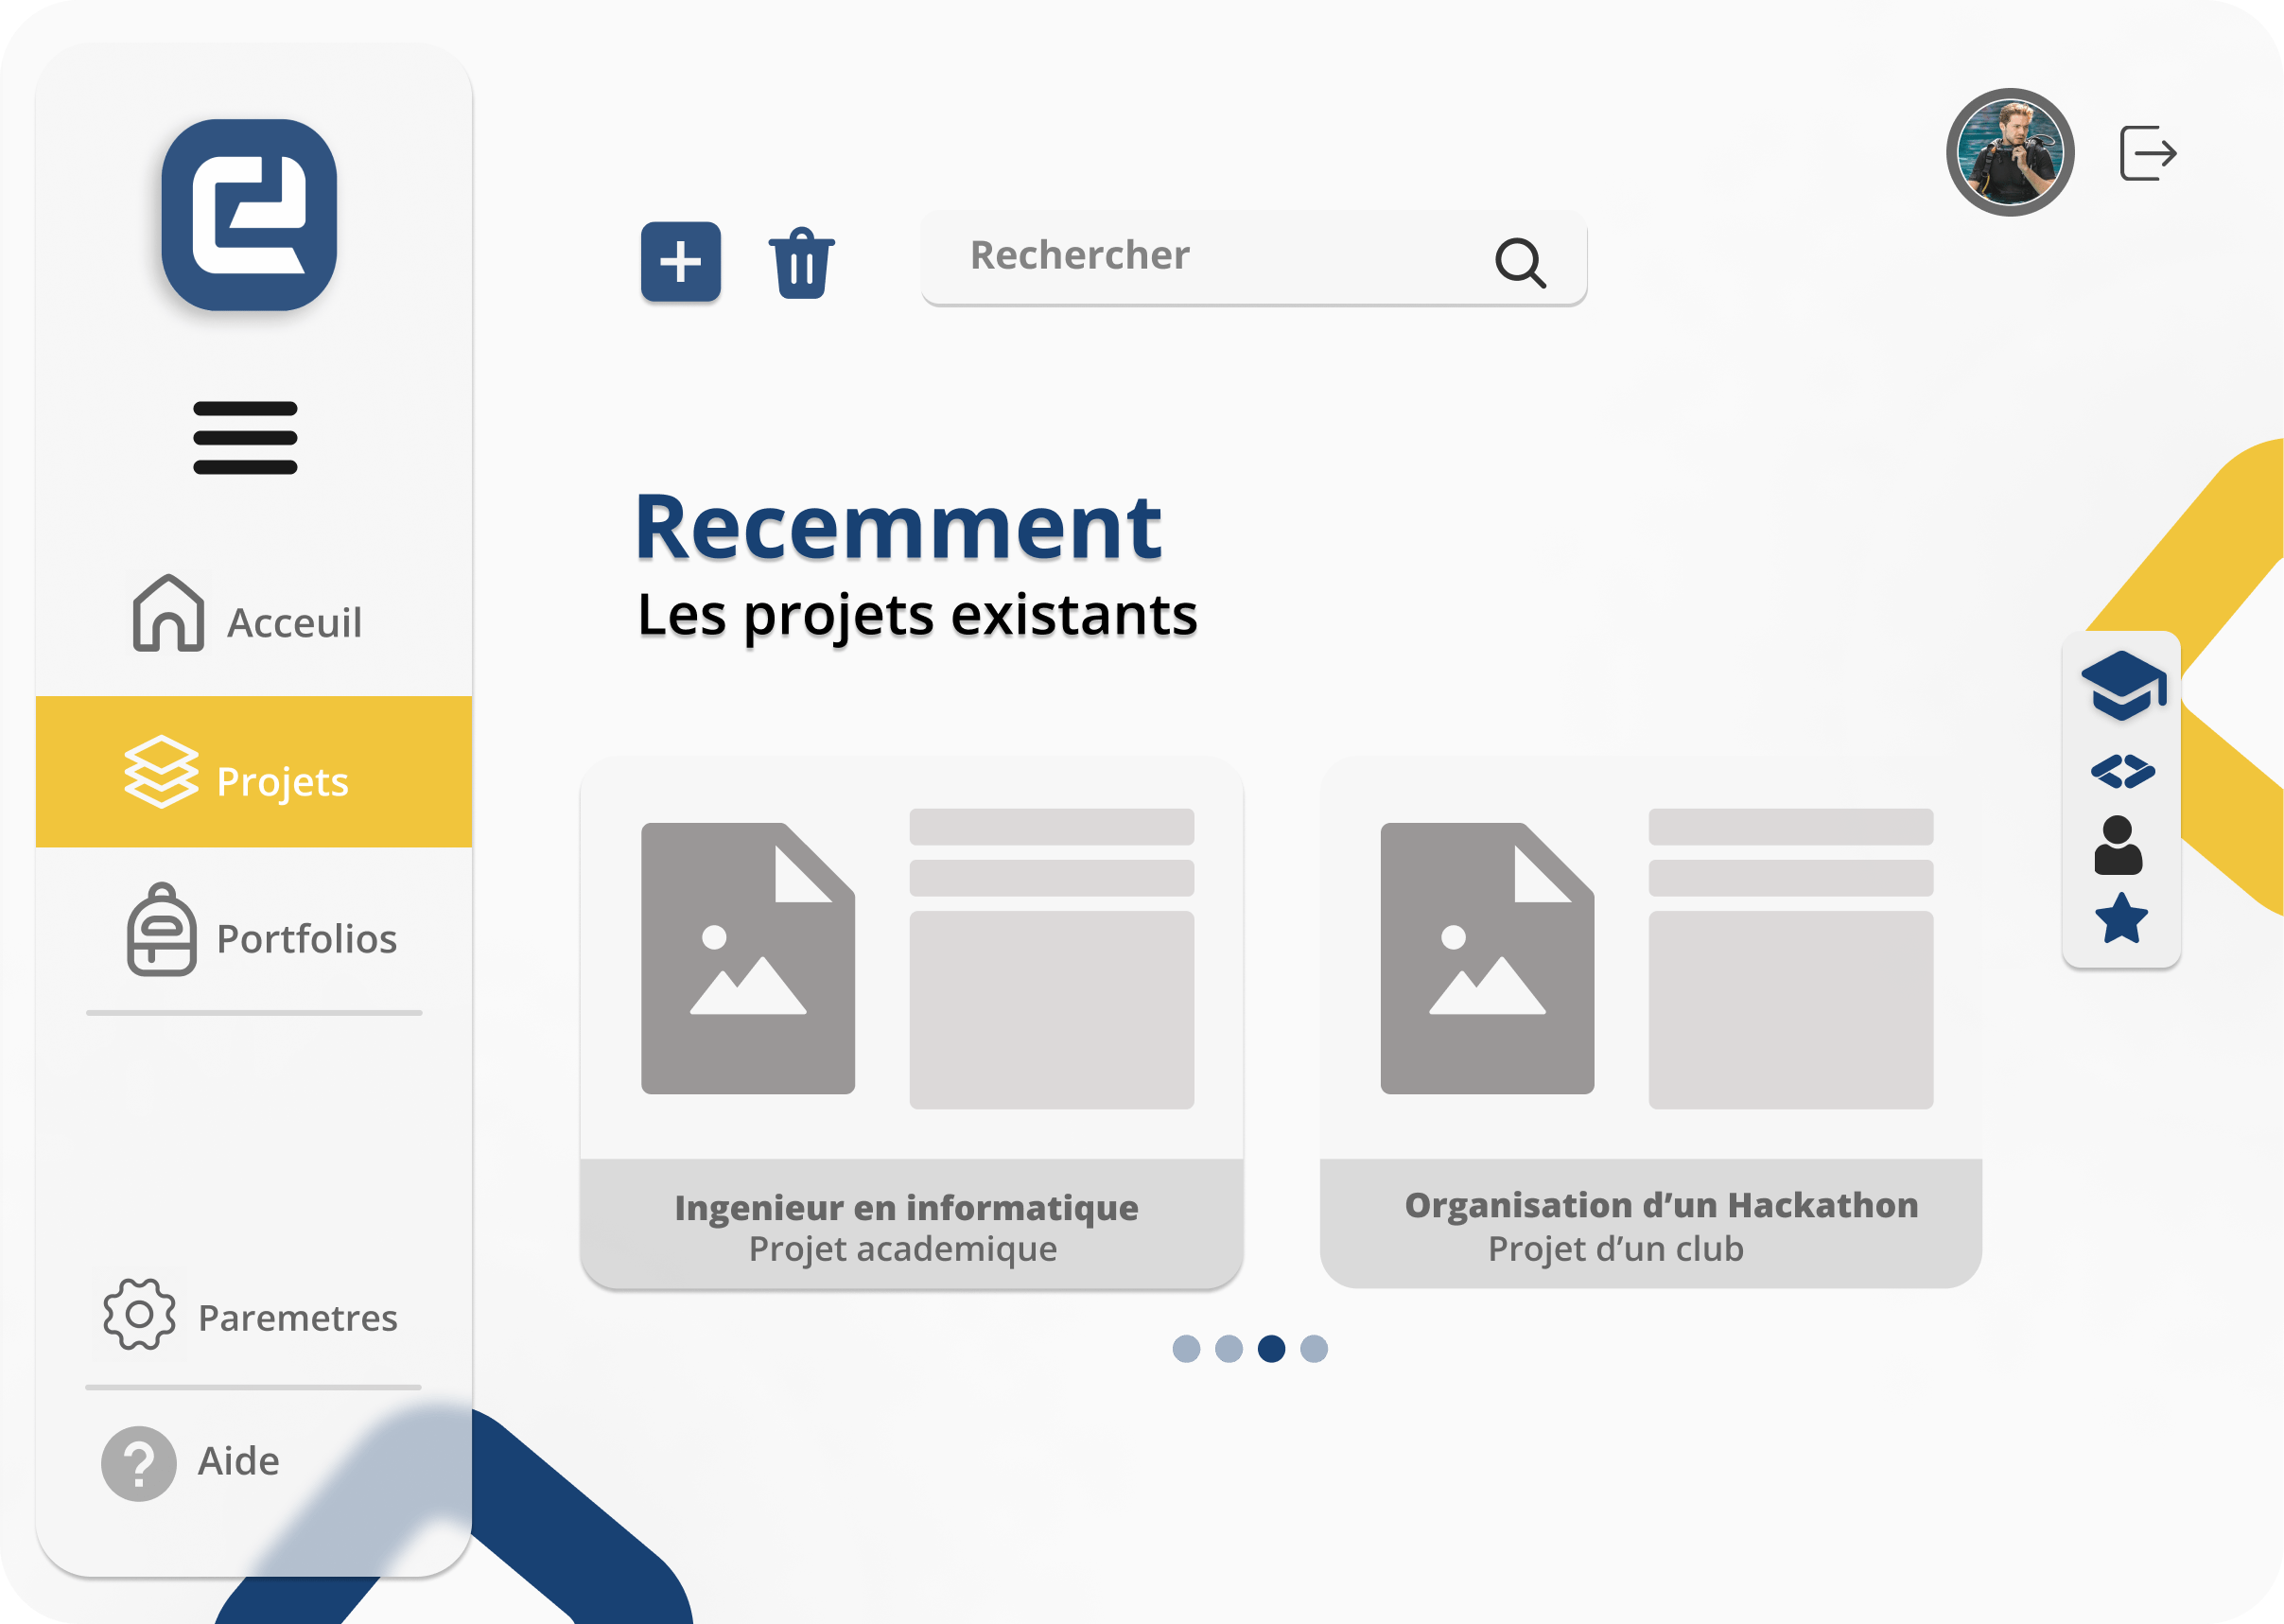 Rechercher
Acceuil
Projets
Portfolios
Paremetres
Aide
Recemment
Les projets existants
Ingenieur en informatique
Projet academique
Organisation d’un Hackathon
Projet d’un club